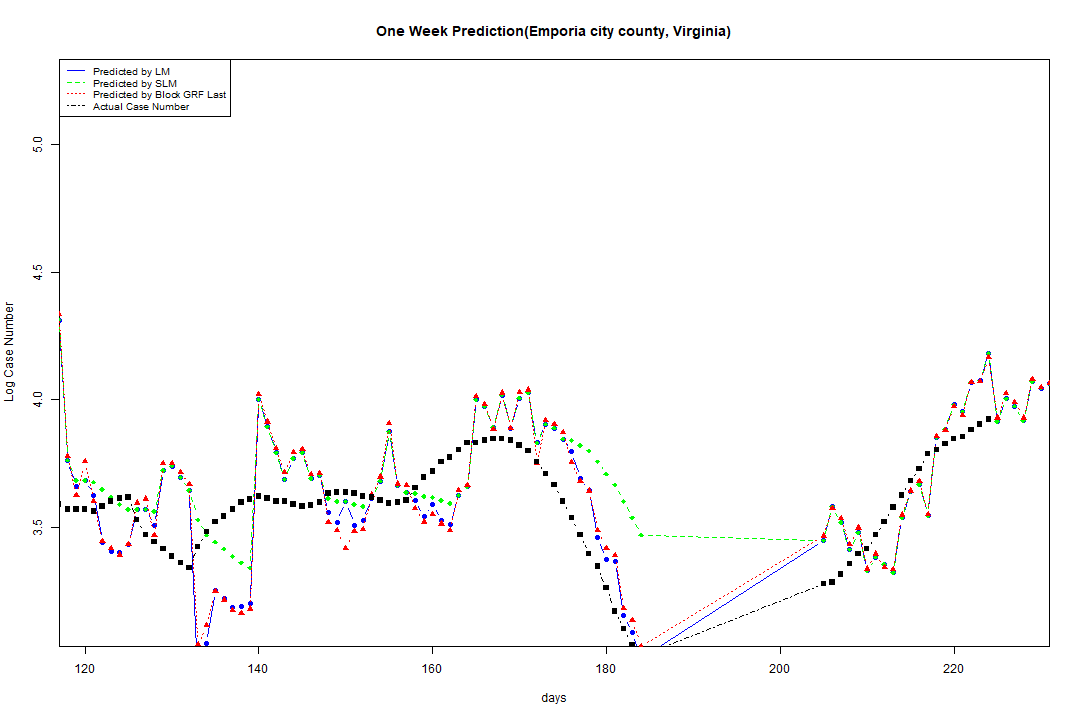 One Week Prediction(Emporia city county, Virginia)
Predicted by LM
Predicted by SLM
Predicted by Block GRF Last
Actual Case Number
5.0
4.5
4.0
3.5
Log Case Number
120 140 160 180 200 220
days